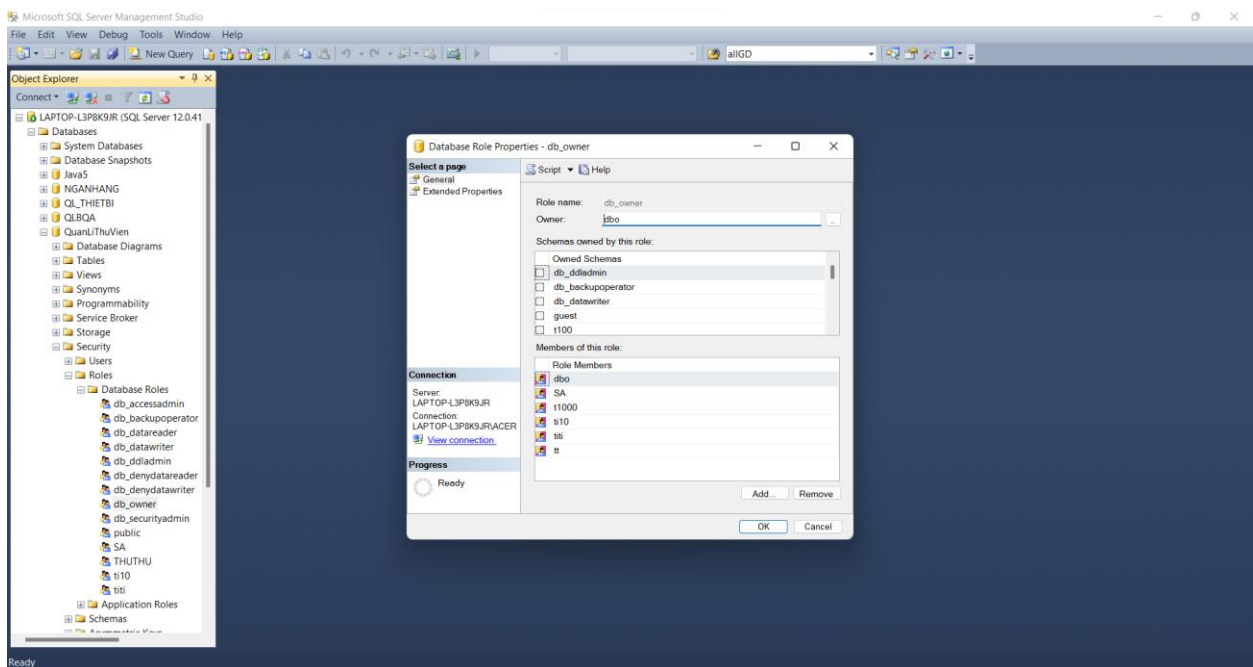 Microsoft SQL Server Management Studio
File Edit View Debug Tools Window Help
New Query
allGD
Object Explorer
Connect
LAPTOP-L3P8K9JR (SQL Server 12.0.41
Databases
System Databases
Database Snapshots
Java5
NGANHANG
QL_THIETBI
QLBQA
QuanLiThuVien
Database Diagrams
Tables
Views
Synonyms
Programmability
Service Broker
Storage
Security
Users
Roles
Database Roles
db_accessadmin
db_backupoperator
db_datareader
db_datawriter
db_ddladmin
db_denydatareader
db_denydatawriter
db_owner
db_securityadmin
public
SA
THUTHU
ti10
titi
Application Roles
Schemas
Database Role Properties - db_owner
Select a page
General
Extended Properties
Script Help
Role name: db_owner
Owner: dbo
...
Schemas owned by this role:
Owned Schemas
db_ddladmin
db_backupoperator
db_datawriter
guest
t100
Members of this role:
Role Members
dbo
SA
t1000
ti10
titi
tt
Connection
Server:
LAPTOP-L3P8K9JR
Connection:
LAPTOP-L3P8K9JR\ACER
View connection
Progress
Ready
Add... Remove
OK Cancel
Ready